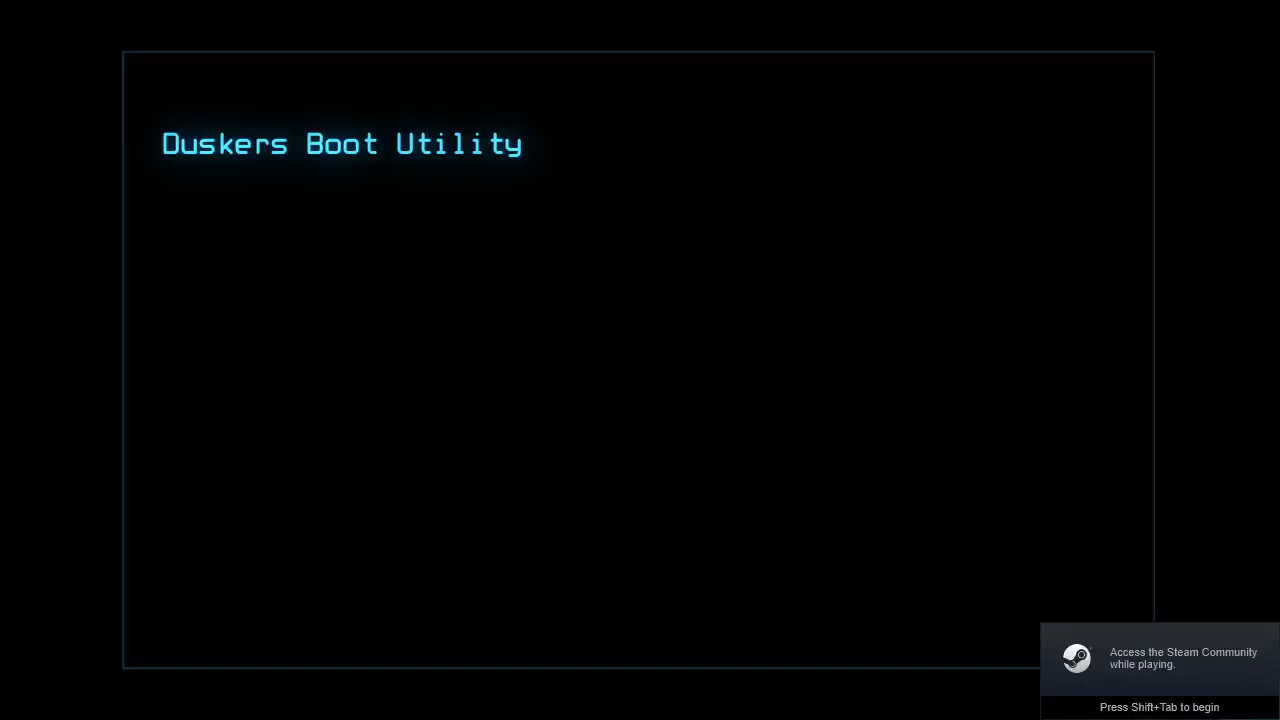 Duskers Boot Utility
Access the Steam Community
while playing.
Press Shift+Tab to begin